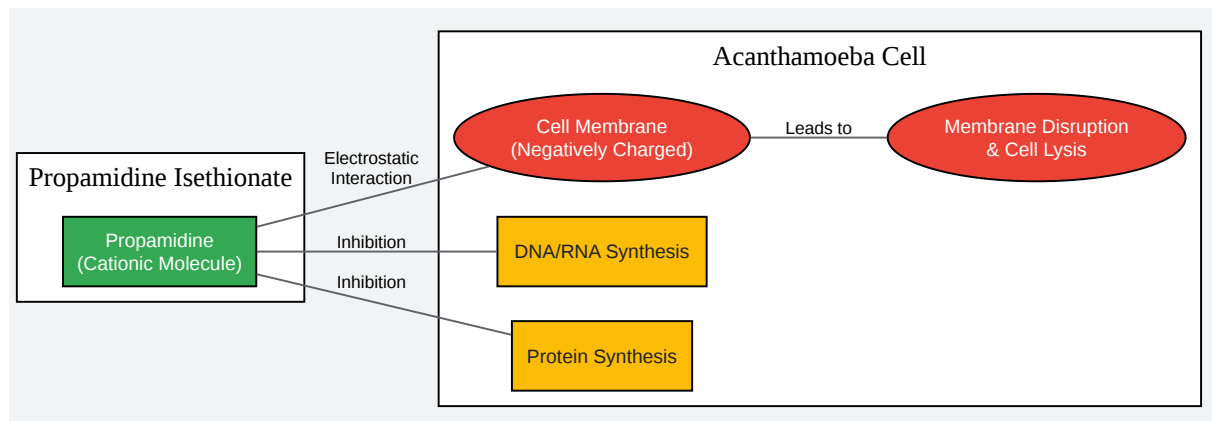 Acanthamoeba Cell
Cell Membrane
(Negatively Charged)
Leads to
Membrane Disruption
& Cell Lysis
Electrostatic
Interaction
Propamidine Isethionate
Propamidine
(Cationic Molecule)
Inhibition
DNA/RNA Synthesis
Inhibition
Protein Synthesis